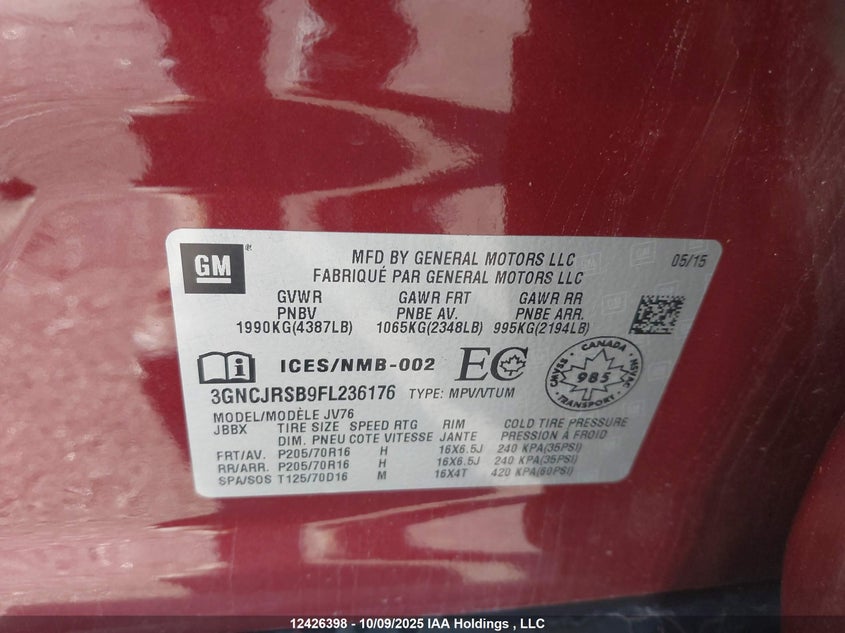 GM ®
MFD BY GENERAL MOTORS LLC 05/15
FABRIQUÉ PAR GENERAL MOTORS LLC
GVWR GAWR FRT GAWR RR
PNBV PNBE AV. PNBE ARR.
1990KG(4387LB) 1065KG(2348LB) 995KG(2194LB)
i ICES/NMB-002 EC
CANADA
CMVSS 985 NSVAC
TRANSPORT
3GNCJRSB9FL236176 TYPE: MPV/VTUM
MODEL/MODÈLE JV76
JBBX TIRE SIZE SPEED RTG RIM COLD TIRE PRESSURE
DIM. PNEU COTE VITESSE JANTE PRESSION A FROID
FRT/AV. P205/70R16 H 16X6.5J 240 KPA(35PSI)
RR/ARR. P205/70R16 H 16X6.5J 240 KPA(35PSI)
SPA/SOS T125/70D16 M 16X4T 420 KPA(60PSI)
12426398 - 10/09/2025 IAA Holdings , LLC